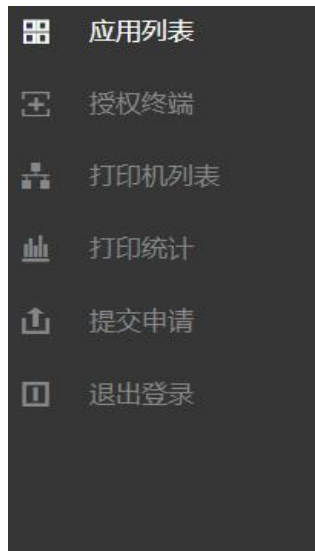 应用列表
授权终端
打印机列表
打印统计
提交申请
退出登录